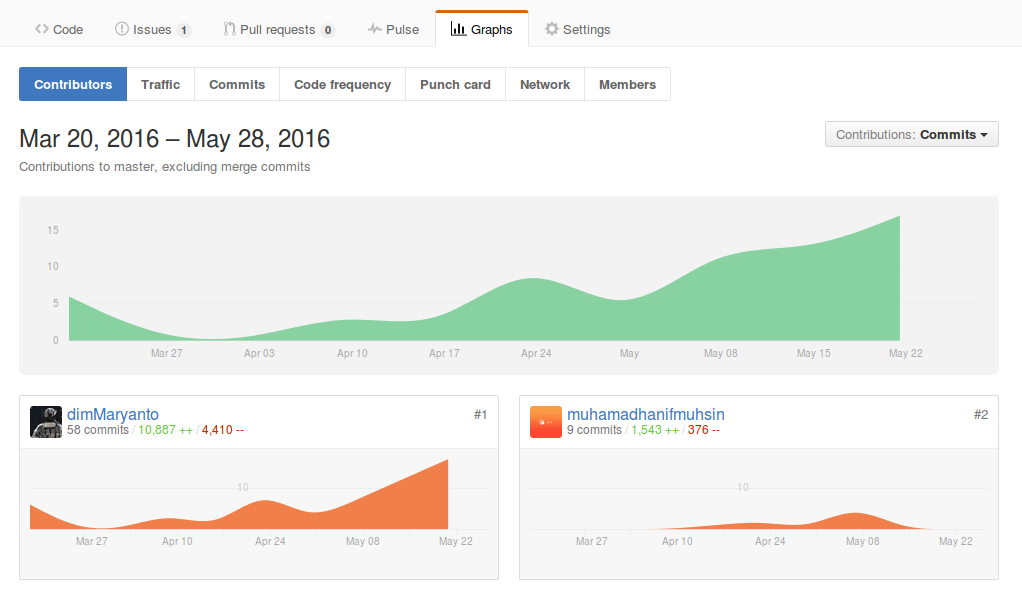 Code Issues 1 Pull requests 0 Pulse Graphs Settings
Contributors Traffic Commits Code frequency Punch card Network Members
Mar 20, 2016 – May 28, 2016
Contributions: Commits
Contributions to master, excluding merge commits
15
10
5
0
Mar 27 Apr 03 Apr 10 Apr 17 Apr 24 May May 08 May 15 May 22
dimMaryanto #1
58 commits / 10,887 ++ / 4,410 --
10
Mar 27 Apr 10 Apr 24 May 08 May 22
muhamadhanifmuhsin #2
9 commits / 1,543 ++ / 376 --
10
Mar 27 Apr 10 Apr 24 May 08 May 22